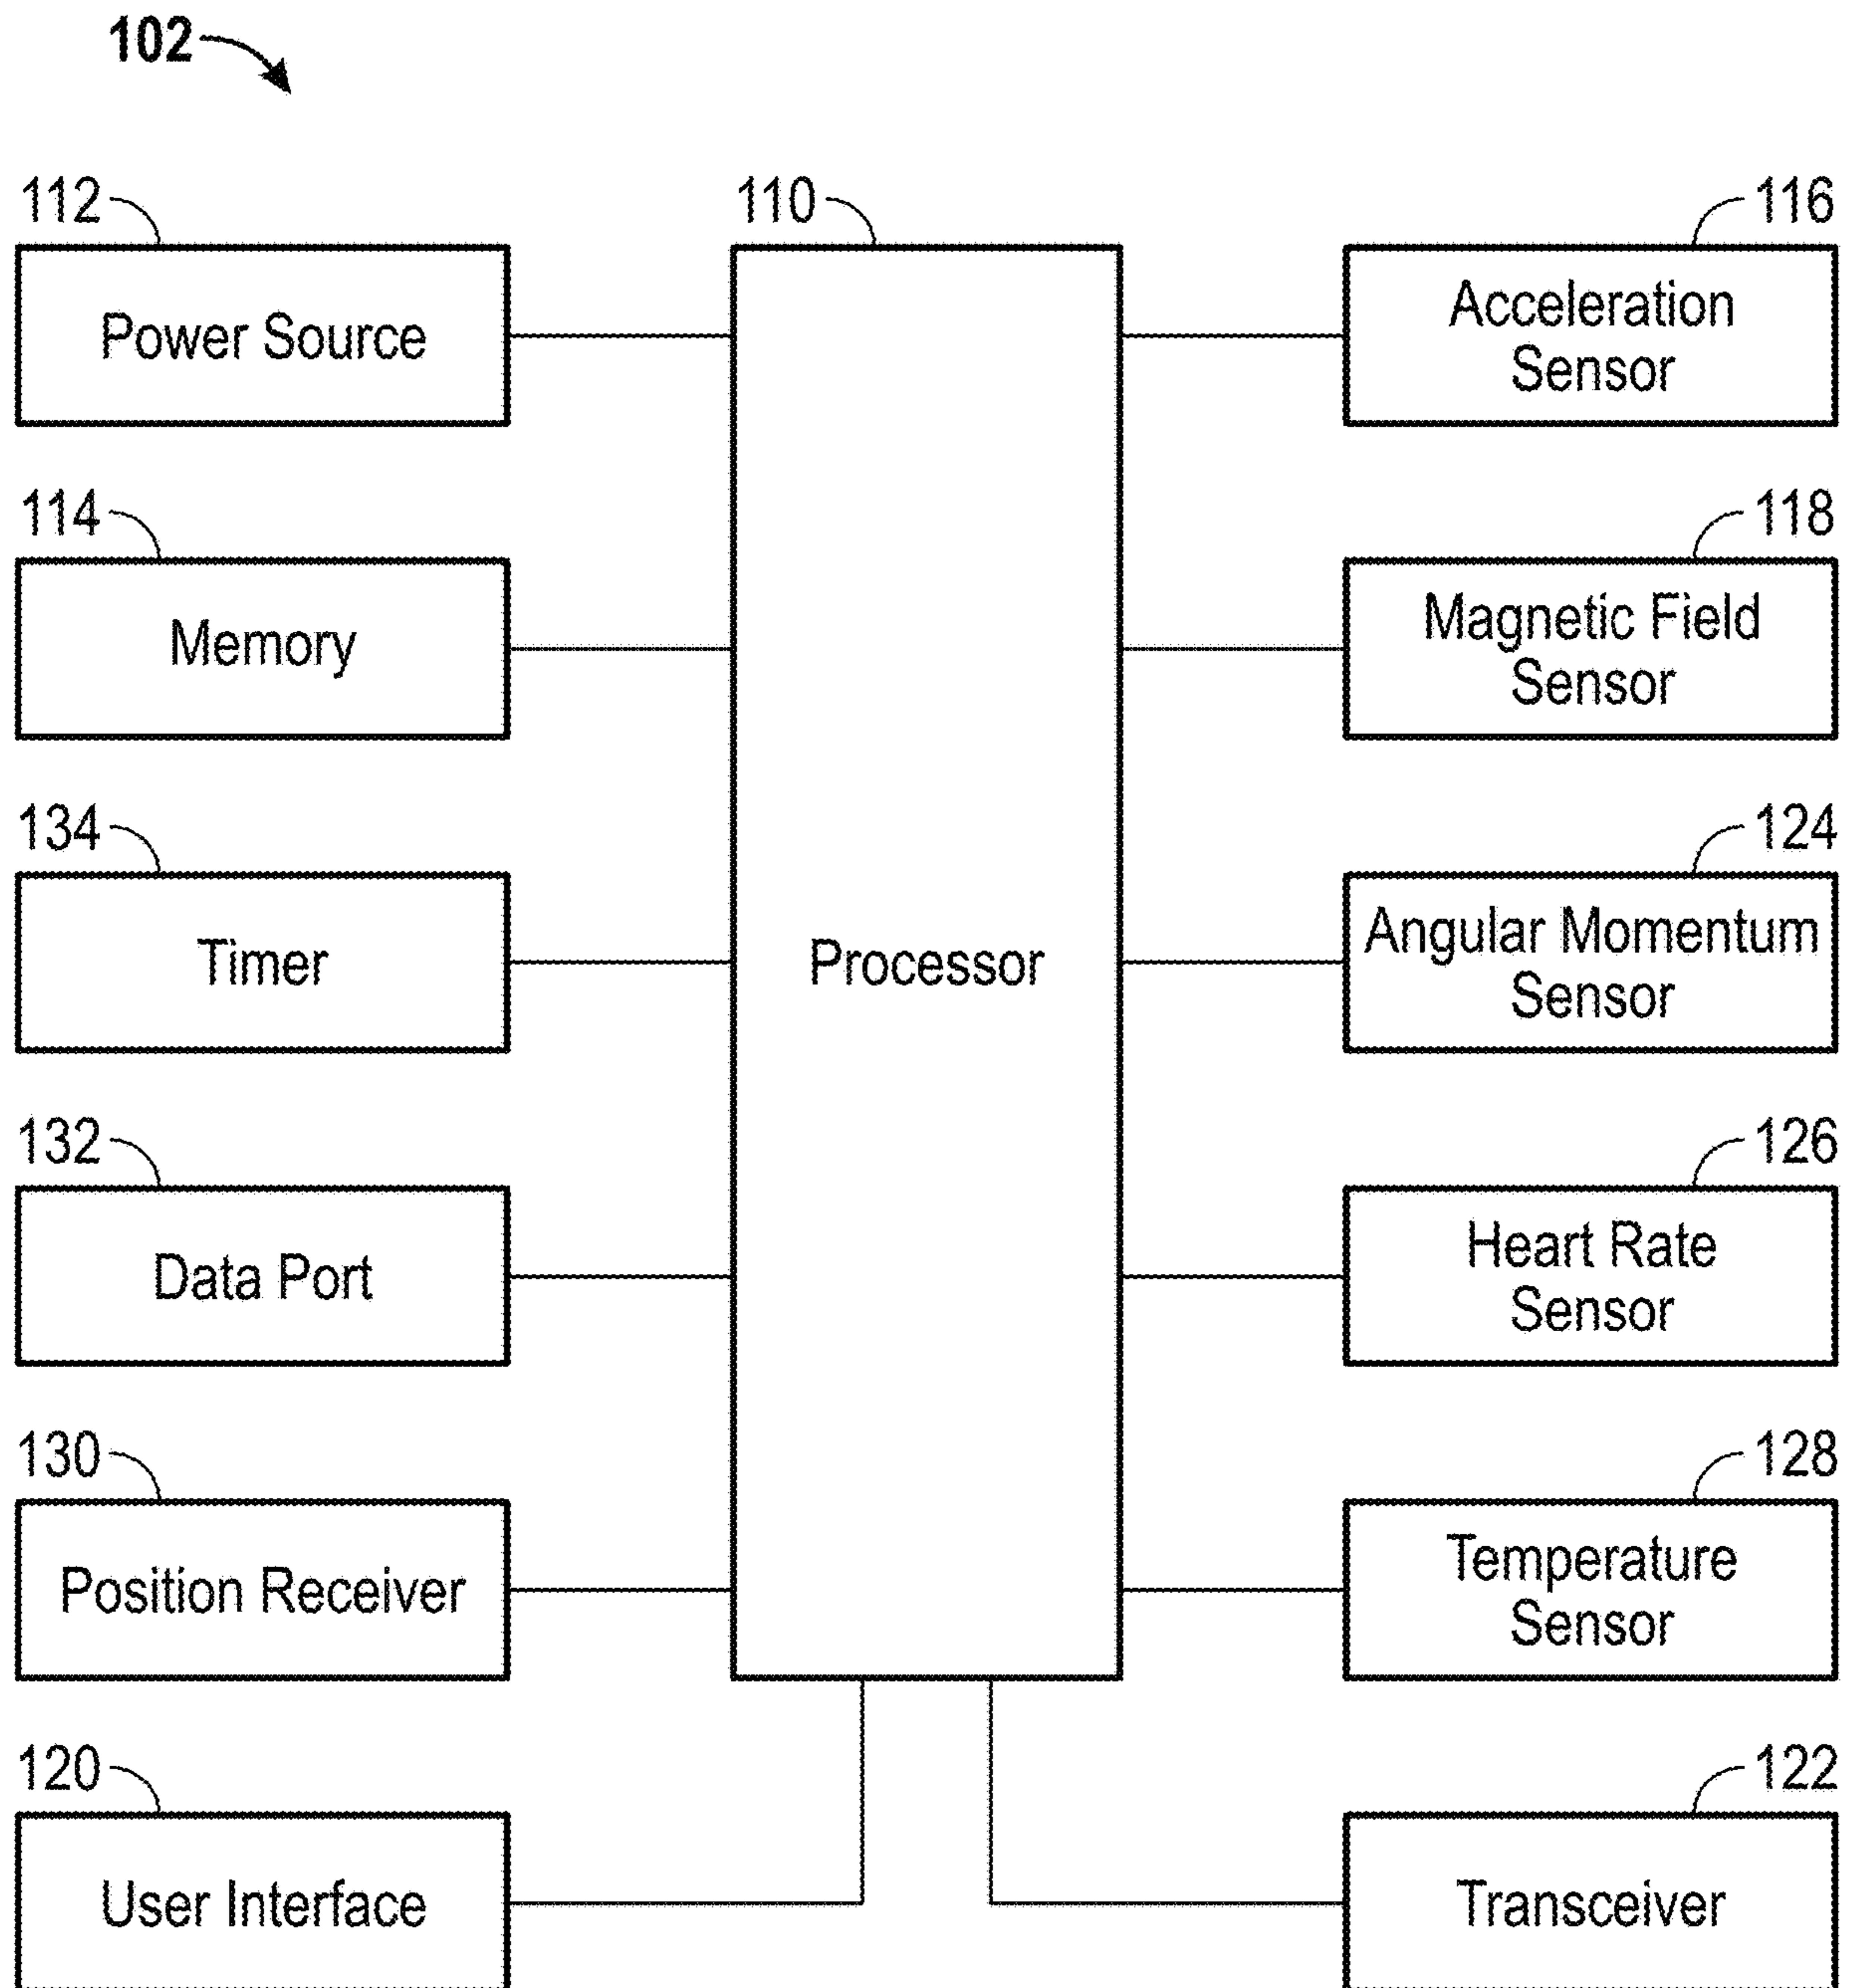 102
112
110
116
Power Source
Acceleration
Sensor
114
118
Memory
Magnetic Field
Sensor
134
124
Timer
Processor
Angular Momentum
Sensor
132
126
Data Port
Heart Rate
Sensor
130
128
Position Receiver
Temperature
Sensor
120
122
User Interface
Transceiver